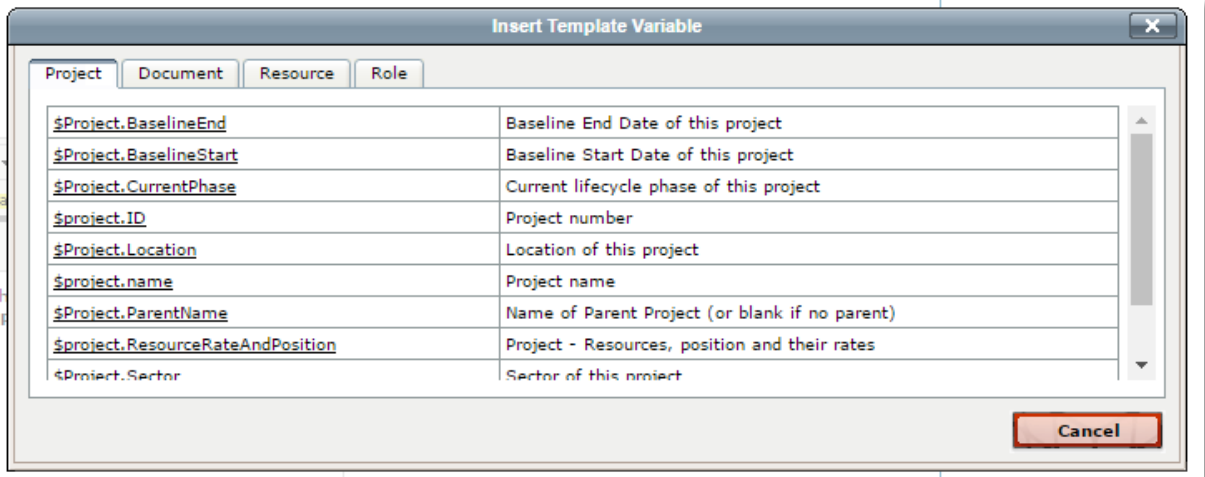 Insert Template Variable
Project Document Resource Role
$Project.BaselineEnd Baseline End Date of this project
$Project.BaselineStart Baseline Start Date of this project
$Project.CurrentPhase Current lifecycle phase of this project
$project.ID Project number
$Project.Location Location of this project
$project.name Project name
$Project.ParentName Name of Parent Project (or blank if no parent)
$project.ResourceRateAndPosition Project - Resources, position and their rates
$Project.Sector Sector of this project
Cancel